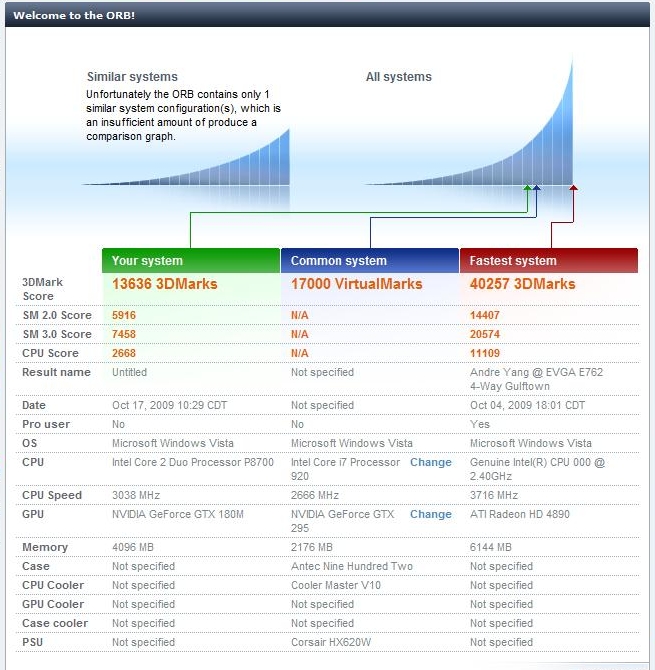 Welcome to the ORB!
Similar systems
Unfortunately the ORB contains only 1
similar system configuration(s), which is
an insufficient amount of produce a
comparison graph.
All systems
Your system Common system Fastest system
3DMark Score 13636 3DMarks 17000 VirtualMarks 40257 3DMarks
SM 2.0 Score 5916 N/A 14407
SM 3.0 Score 7458 N/A 20574
CPU Score 2668 N/A 11109
Result name Untitled Not specified Andre Yang @ EVGA E762 4-Way Gulftown
Date Oct 17, 2009 10:29 CDT Not specified Oct 04, 2009 18:01 CDT
Pro user No No Yes
OS Microsoft Windows Vista Microsoft Windows Vista Microsoft Windows Vista
CPU Intel Core 2 Duo Processor P8700 Intel Core i7 Processor 920 Change Genuine Intel(R) CPU 000 @ 2.40GHz
CPU Speed 3038 MHz 2666 MHz 3716 MHz
GPU NVIDIA GeForce GTX 180M NVIDIA GeForce GTX 295 Change ATI Radeon HD 4890
Memory 4096 MB 2176 MB 6144 MB
Case Not specified Antec Nine Hundred Two Not specified
CPU Cooler Not specified Cooler Master V10 Not specified
GPU Cooler Not specified Not specified Not specified
Case cooler Not specified Not specified Not specified
PSU Not specified Corsair HX620W Not specified